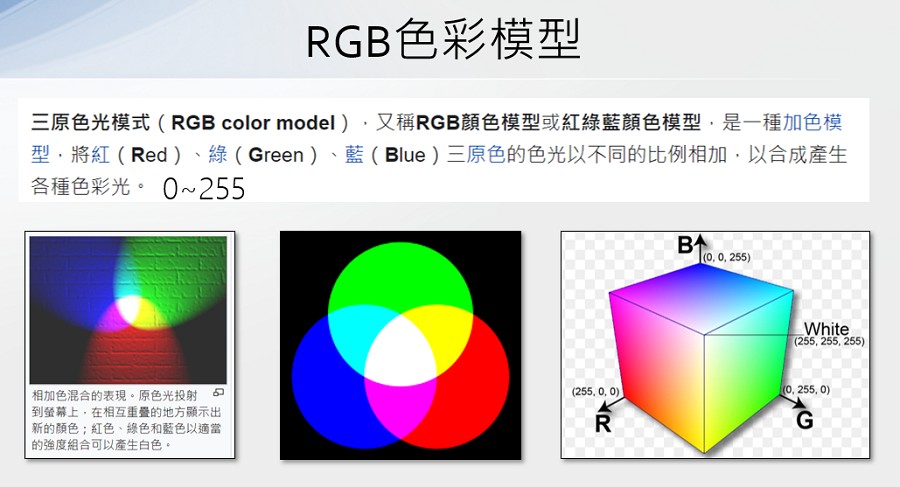 RGB色彩模型
三原色光模式（RGB color model），又稱RGB顏色模型或紅綠藍顏色模型，是一種加色模
型，將紅（Red）、綠（Green）、藍（Blue）三原色的色光以不同的比例相加，以合成產生
各種色彩光。 0~255
相加色混合的表現。原色光投射
到螢幕上，在相互重疊的地方顯示出
新的顏色；紅色、綠色和藍色以適當
的強度組合可以產生白色。
B
(0, 0, 255)
White
(255, 255, 255)
(255, 0, 0)
R
(0, 255, 0)
G